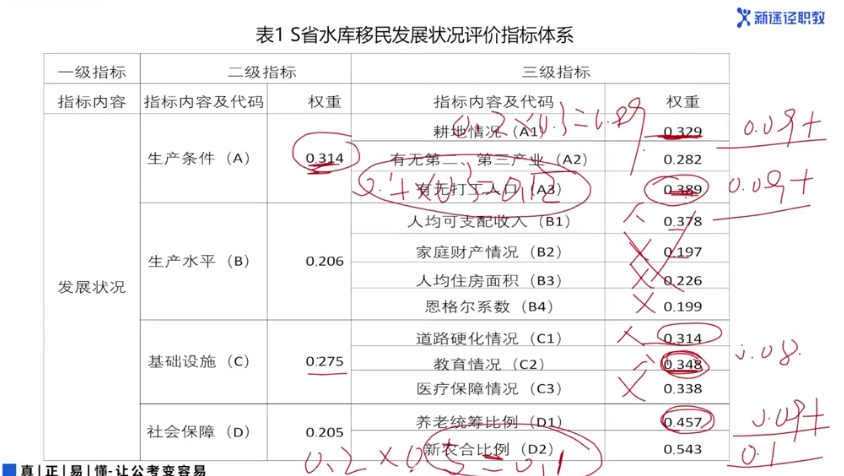 新途径职教
表1 S省水库移民发展状况评价指标体系
一级指标 二级指标 三级指标
指标内容 指标内容及代码 权重 指标内容及代码 权重
0.2×0.3=0.09
耕地情况（A1） 0.329 0.09+
生产条件（A） 0.314 有无第二、第三产业（A2） 0.282
有无打工人口（A3） 0.389 0.09+
0.4×0.3=0.12
人均可支配收入（B1） 0.378
生产水平（B） 0.206 家庭财产情况（B2） 0.197
人均住房面积（B3） 0.226
发展状况
恩格尔系数（B4） 0.199
道路硬化情况（C1） 0.314
基础设施（C） 0.275 教育情况（C2） 0.348 0.08
医疗保障情况（C3） 0.338
养老统筹比例（D1） 0.457 0.09+
社会保障（D） 0.205
新农合比例（D2） 0.543 0.1
0.2×0.5=0.1
真|正|易|懂-让公考变容易